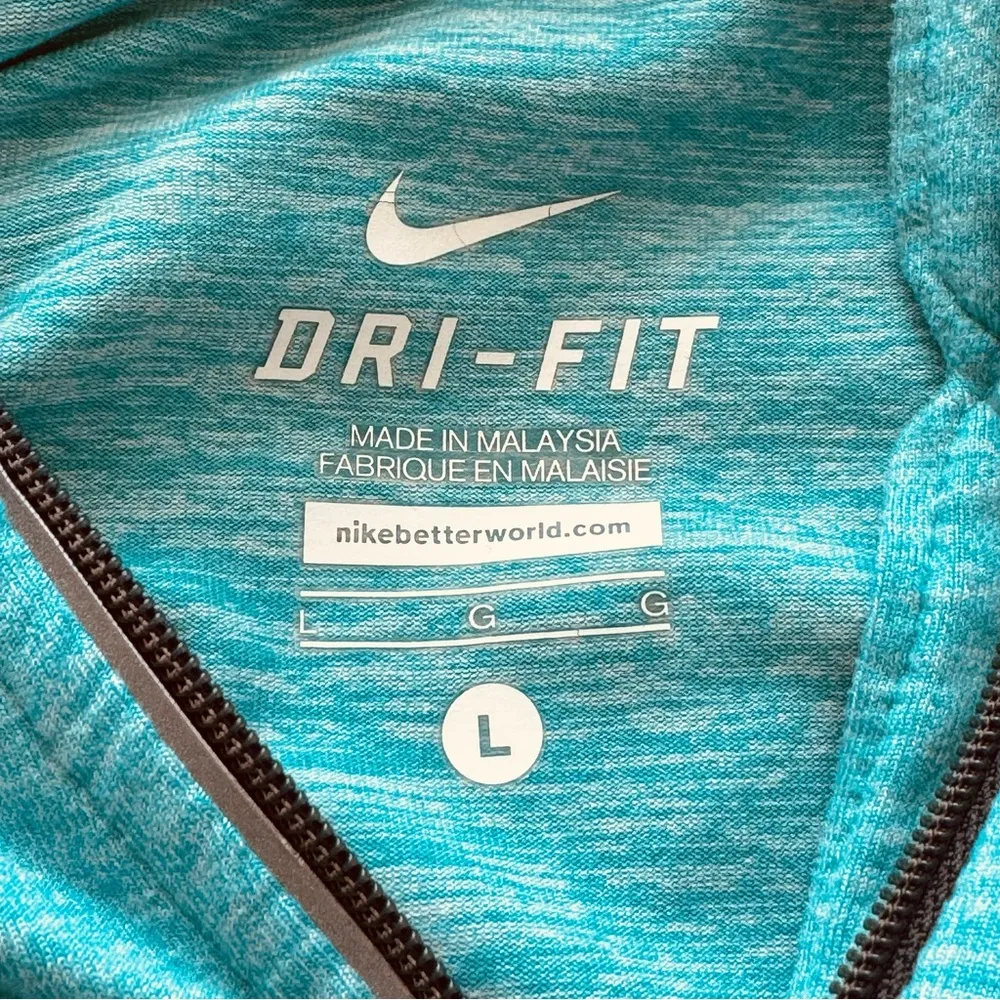 DRI-FIT
MADE IN MALAYSIA
FABRIQUE EN MALAISIE
nikebetterworld.com
L G G
L